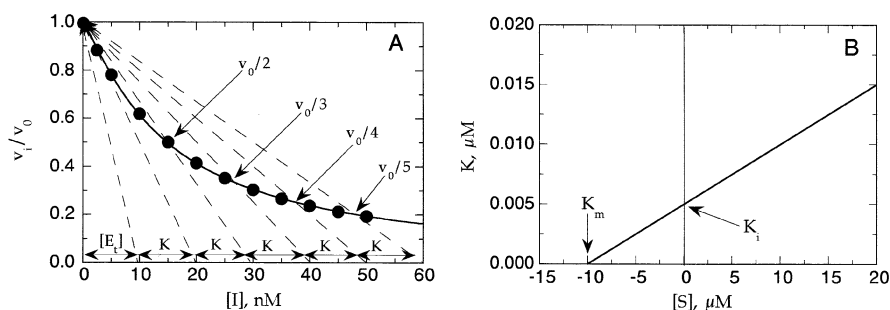 A
1.0
0.8
0.6
0.4
0.2
0.0
v_i/v_0
v_0/2
v_0/3
v_0/4
v_0/5
[E_t] K K K K K
0 10 20 30 40 50 60
[I], nM
B
0.020
0.015
0.010
0.005
0.000
K, μM
K_m
K_i
-15 -10 -5 0 5 10 15 20
[S], μM